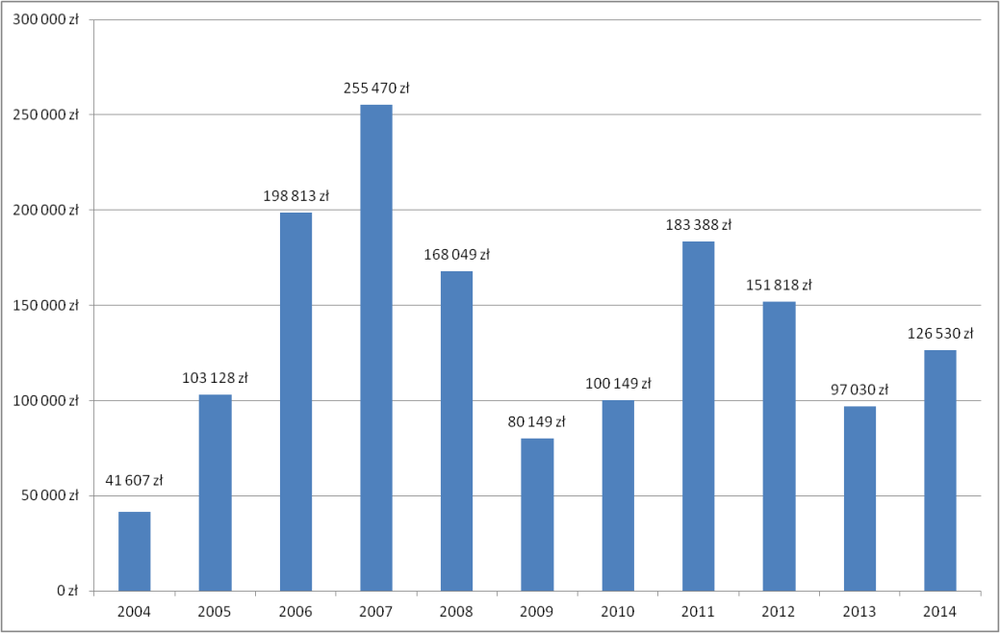 300 000 zł
250 000 zł
200 000 zł
150 000 zł
100 000 zł
50 000 zł
0 zł
41 607 zł
103 128 zł
198 813 zł
255 470 zł
168 049 zł
80 149 zł
100 149 zł
183 388 zł
151 818 zł
97 030 zł
126 530 zł
2004 2005 2006 2007 2008 2009 2010 2011 2012 2013 2014